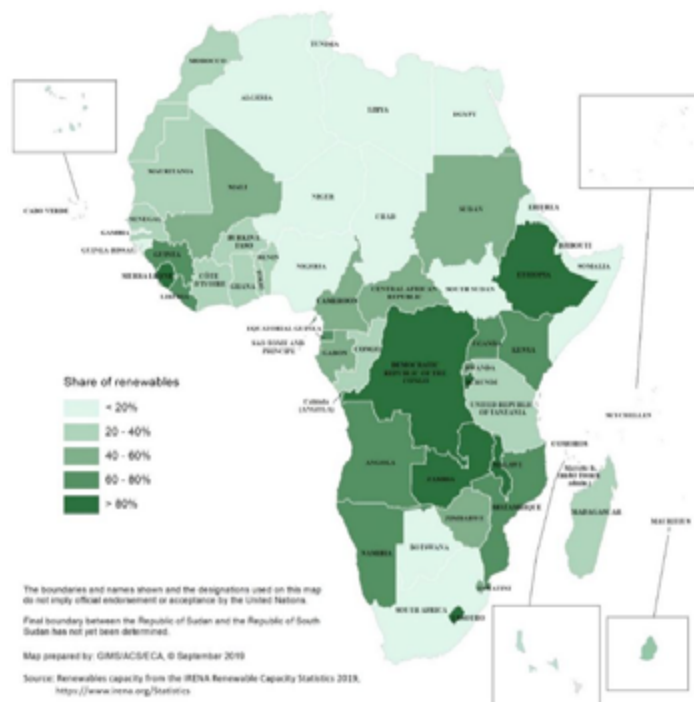 TUNISIA
MOROCCO
ALGERIA
LIBYA
EGYPT
MAURITANIA
MALI
NIGER
CHAD
SUDAN
ERITREA
CABO VERDE
SENEGAL
GAMBIA
GUINEA-BISSAU
GUINEA
SIERRA LEONE
LIBERIA
CÔTE
D'IVOIRE
BURKINA
FASO
GHANA
BENIN
NIGERIA
DJIBOUTI
ETHIOPIA
SOMALIA
SOUTH SUDAN
CENTRAL AFRICAN
REPUBLIC
CAMEROON
EQUATORIAL GUINEA
SAO TOME AND
PRINCIPE
GABON
CONGO
DEMOCRATIC
REPUBLIC OF THE
CONGO
UGANDA
KENYA
RWANDA
BURUNDI
UNITED REPUBLIC
OF TANZANIA
SEYCHELLES
COMOROS
Cabinda
(ANGOLA)
ANGOLA
ZAMBIA
MALAWI
MOZAMBIQUE
MADAGASCAR
MAURITIUS
ZIMBABWE
NAMIBIA
BOTSWANA
ESWATINI
LESOTHO
SOUTH AFRICA
Share of renewables
< 20%
20 - 40%
40 - 60%
60 - 80%
> 80%
The boundaries and names shown and the designations used on this map
do not imply official endorsement or acceptance by the United Nations.
Final boundary between the Republic of Sudan and the Republic of South
Sudan has not yet been determined.
Map prepared by: GIMS/ACS/ECA, © September 2019
Source: Renewables capacity from the IRENA Renewable Capacity Statistics 2019,
https://www.irena.org/Statistics